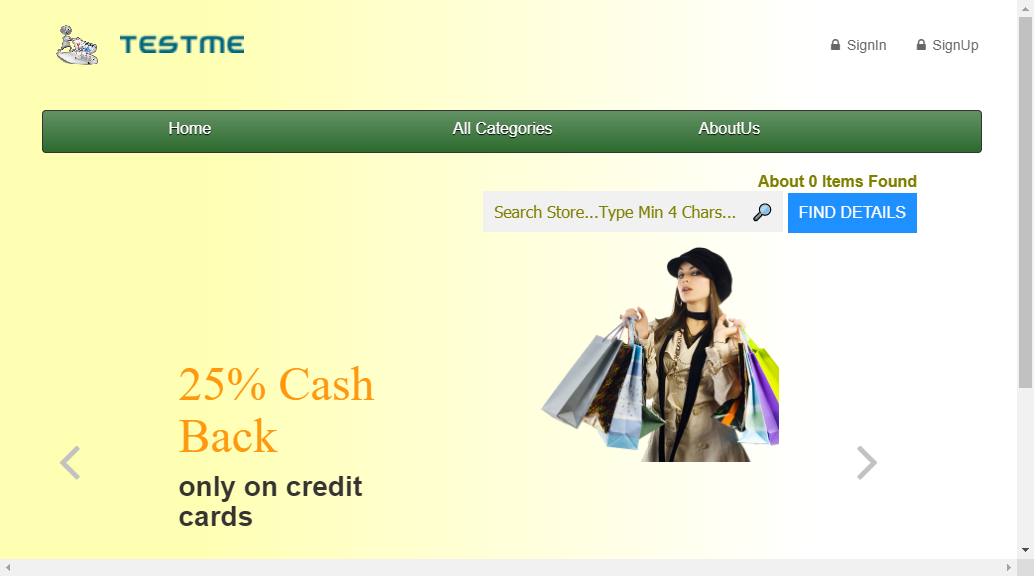 TESTME
SignIn
SignUp
Home
All Categories
AboutUs
About 0 Items Found
Search Store...Type Min 4 Chars...
FIND DETAILS
25% Cash
Back
only on credit
cards